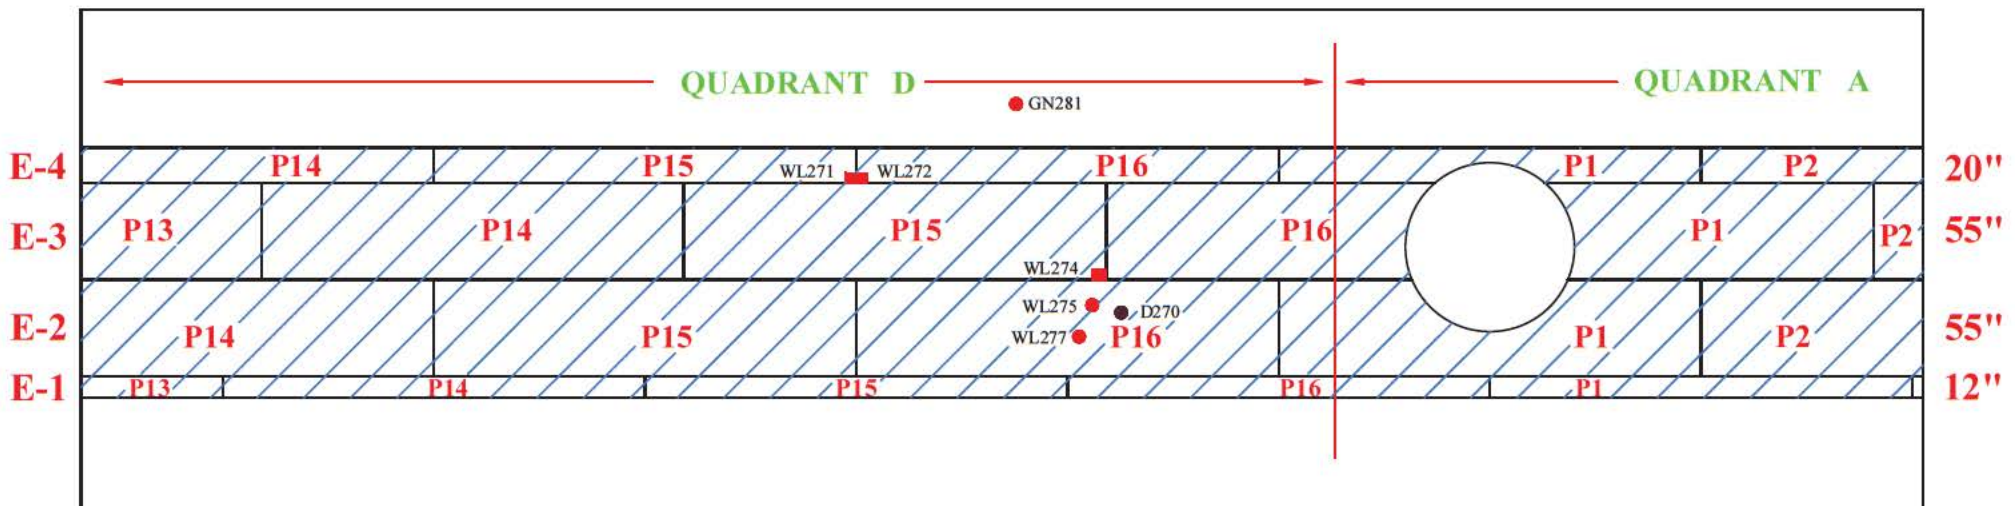 QUADRANT D
QUADRANT A
GN281
E-4 P14 P15 WL271 WL272 P16 P1 P2 20"
E-3 P13 P14 P15 P16 P1 P2 55"
WL274
WL275 D270
E-2 P14 P15 WL277 P16 P1 P2 55"
E-1 P13 P14 P15 P16 P1 12"